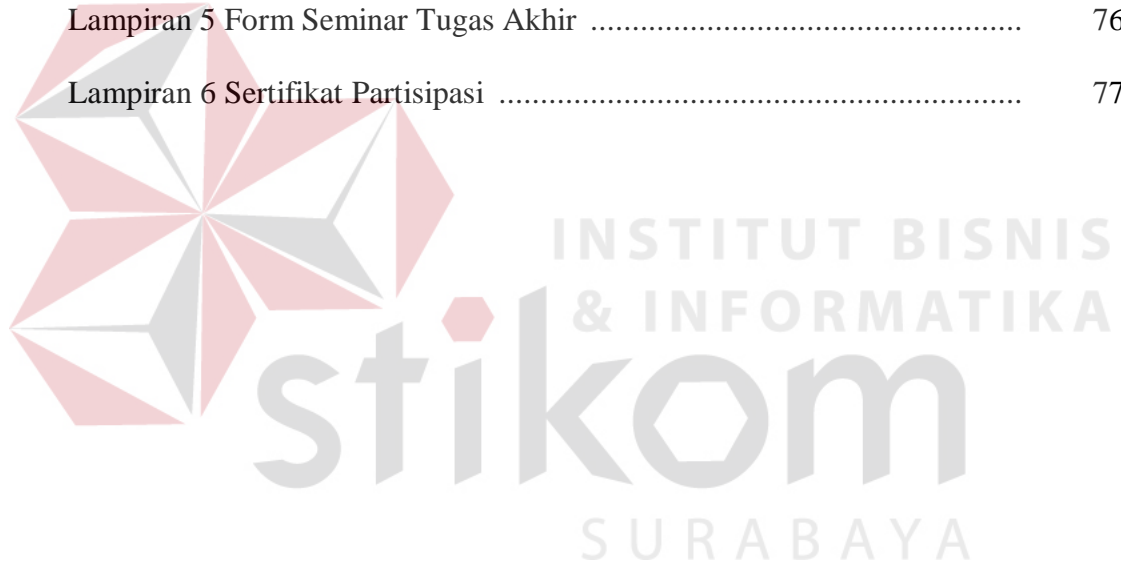 Lampiran 5 Form Seminar Tugas Akhir ..................................................... 76
Lampiran 6 Sertifikat Partisipasi ................................................................ 77
INSTITUT BISNIS
& INFORMATIKA
stikom
SURABAYA